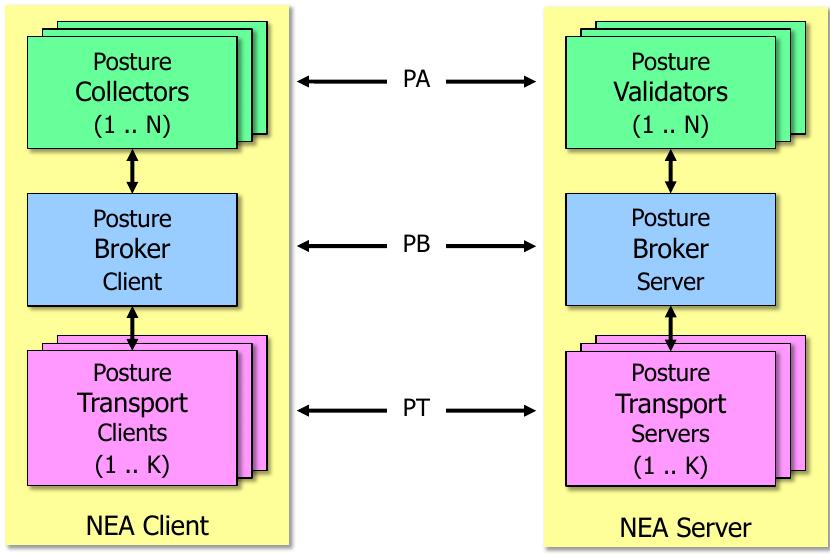 Posture
Collectors
(1 .. N)
PA
Posture
Validators
(1 .. N)
Posture
Broker
Client
PB
Posture
Broker
Server
Posture
Transport
Clients
(1 .. K)
PT
Posture
Transport
Servers
(1 .. K)
NEA Client
NEA Server